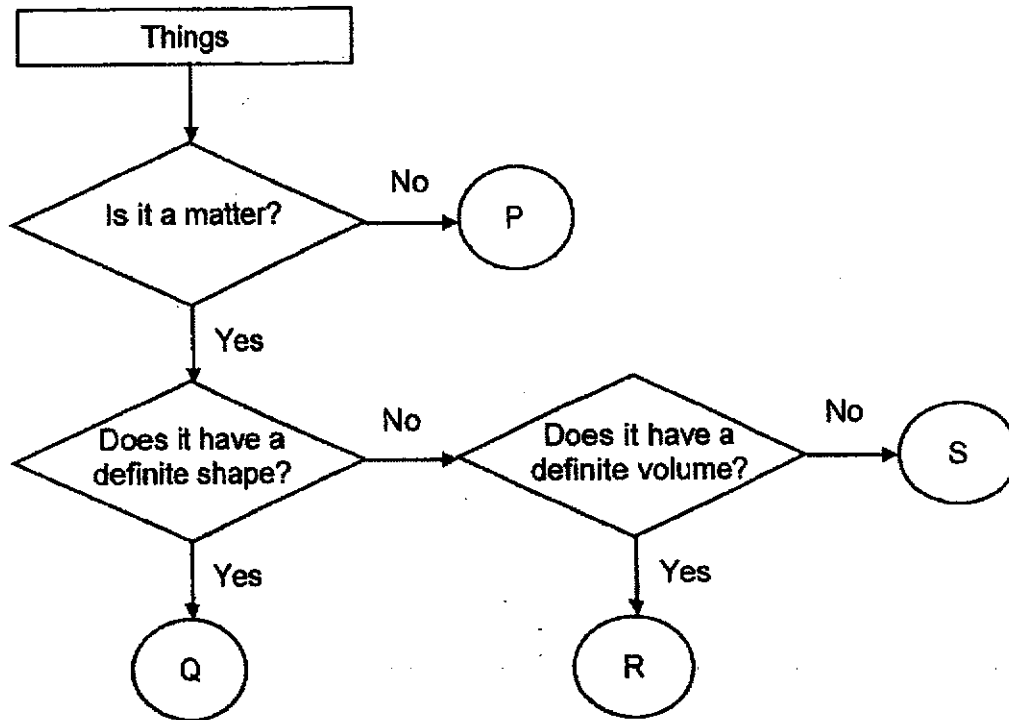 Things
Is it a matter?
No
P
Yes
Does it have a
definite shape?
No
Does it have a
definite volume?
No
S
Yes
Q
Yes
R